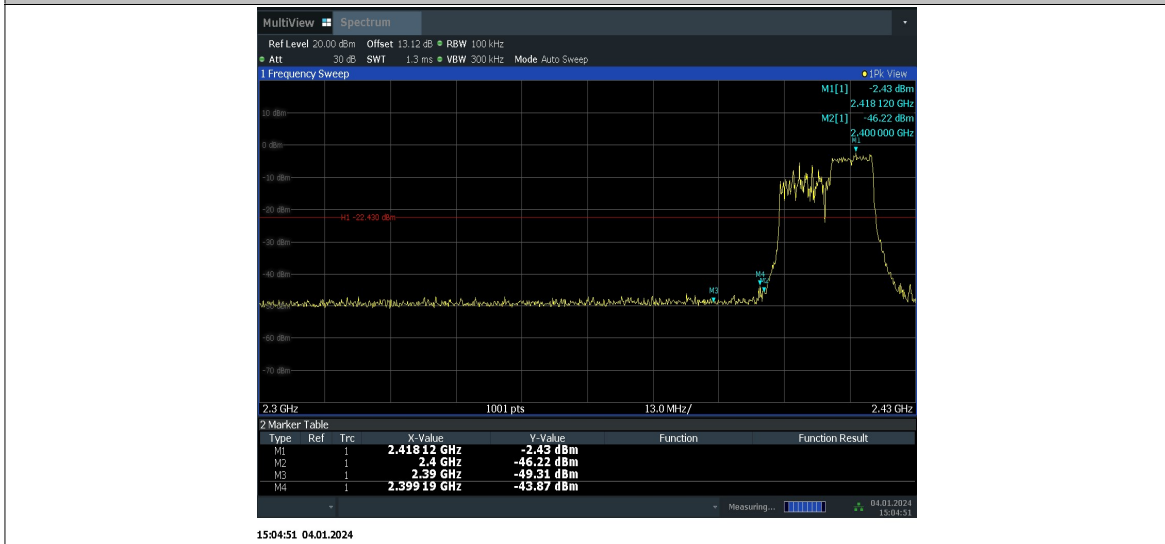 MultiView Spectrum
Ref Level 20.00 dBm Offset 13.12 dB RBW 100 kHz
Att 30 dB SWT 1.3 ms VBW 300 kHz Mode Auto Sweep
1 Frequency Sweep 1Pk View
M1[1] -2.43 dBm
2.418 120 GHz
M2[1] -46.22 dBm
2.400 000 GHz
10 dBm
M1
0 dBm
-10 dBm
-20 dBm
H1 -22.430 dBm
-30 dBm
-40 dBm
M4
M2
M3
-50 dBm
-60 dBm
-70 dBm
2.3 GHz 1001 pts 13.0 MHz/ 2.43 GHz
2 Marker Table
Type Ref Trc X-Value Y-Value Function Function Result
M1 1 2.418 12 GHz -2.43 dBm
M2 1 2.4 GHz -46.22 dBm
M3 1 2.39 GHz -49.31 dBm
M4 1 2.399 19 GHz -43.87 dBm
Measuring... 04.01.2024
15:04:51
15:04:51 04.01.2024